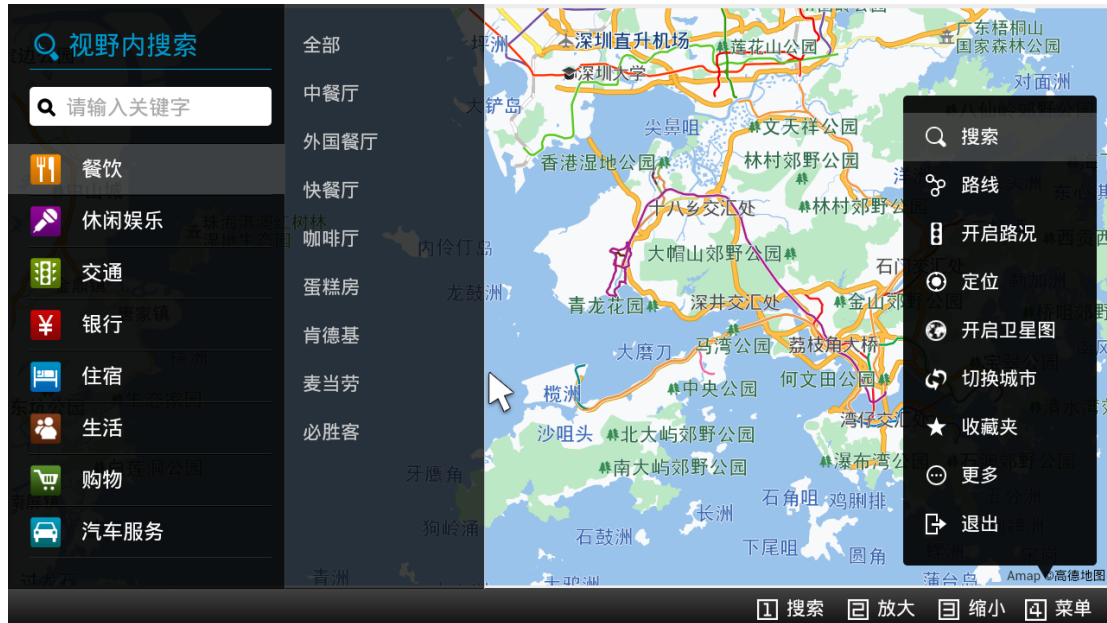 视野内搜索
请输入关键字
餐饮
休闲娱乐
交通
银行
住宿
生活
购物
汽车服务
全部
中餐厅
外国餐厅
快餐厅
咖啡厅
蛋糕房
肯德基
麦当劳
必胜客
坪洲
深圳直升机场
莲花山公园
广东梧桐山
国家森林公园
深圳大学
对面洲
大铲岛
尖鼻咀
文天祥公园
香港湿地公园
林村郊野公园
十八乡交汇处
林村郊野公
内伶仃岛
大帽山郊野公园
石门
龙鼓洲
青龙花园
深井交汇处
金山郊野公园
大磨刀
马湾公园
荔枝角大桥
榄洲
中央公园
何文田公园
沙咀头
北大屿郊野公园
湾仔交汇处
南大屿郊野公园
瀑布湾公
牙鹰角
石角咀
鸡脷排
长洲
狗岭涌
石鼓洲
下尾咀
圆角
青洲
大鸦洲
蒲台岛
搜索
路线
开启路况
定位
开启卫星图
切换城市
收藏夹
更多
退出
Amap ©高德地图
1 搜索 2 放大 3 缩小 4 菜单